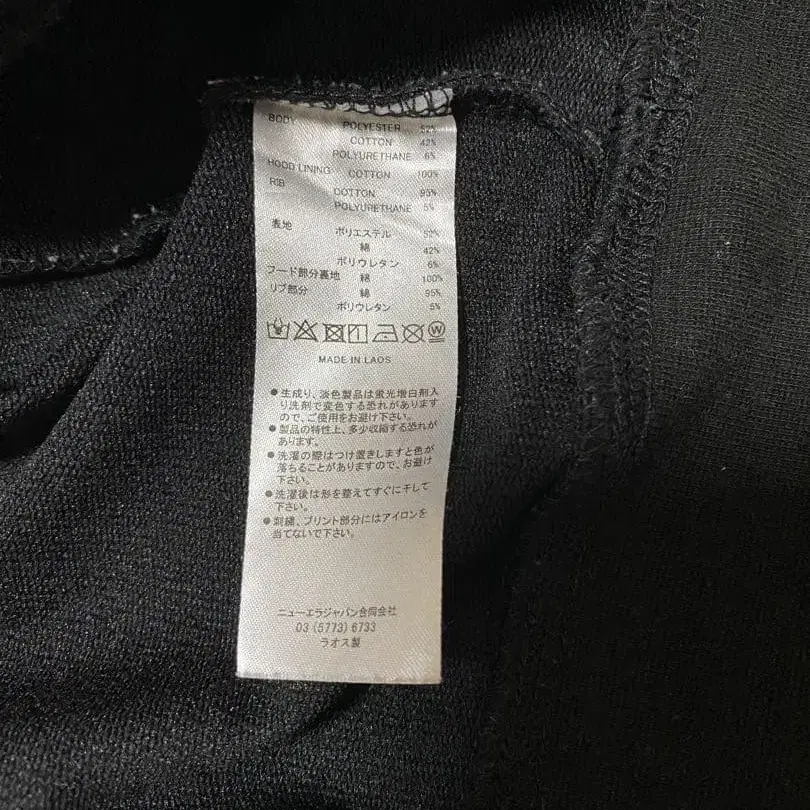 BODY POLYESTER 52%
COTTON 42%
POLYURETHANE 6%
HOOD LINING COTTON 100%
RIB COTTON 95%
POLYURETHANE 5%
表地 ポリエステル 52%
綿 42%
ポリウレタン 6%
フード部分裏地 綿 100%
リブ部分 綿 95%
ポリウレタン 5%
W
MADE IN LAOS
●生成り、淡色製品は蛍光増白剤入
り洗剤で変色する恐れがあります
ので、ご使用をお避け下さい。
●製品の特性上、多少収縮する恐れが
あります。
●洗濯の際はつけ置きしますと色が
落ちることがありますので、お避け
下さい。
●洗濯後は形を整えてすぐに干して
下さい。
●刺繍、プリント部分にはアイロンを
当てないで下さい。
ニューエラジャパン合同会社
03 (5773) 6733
ラオス製